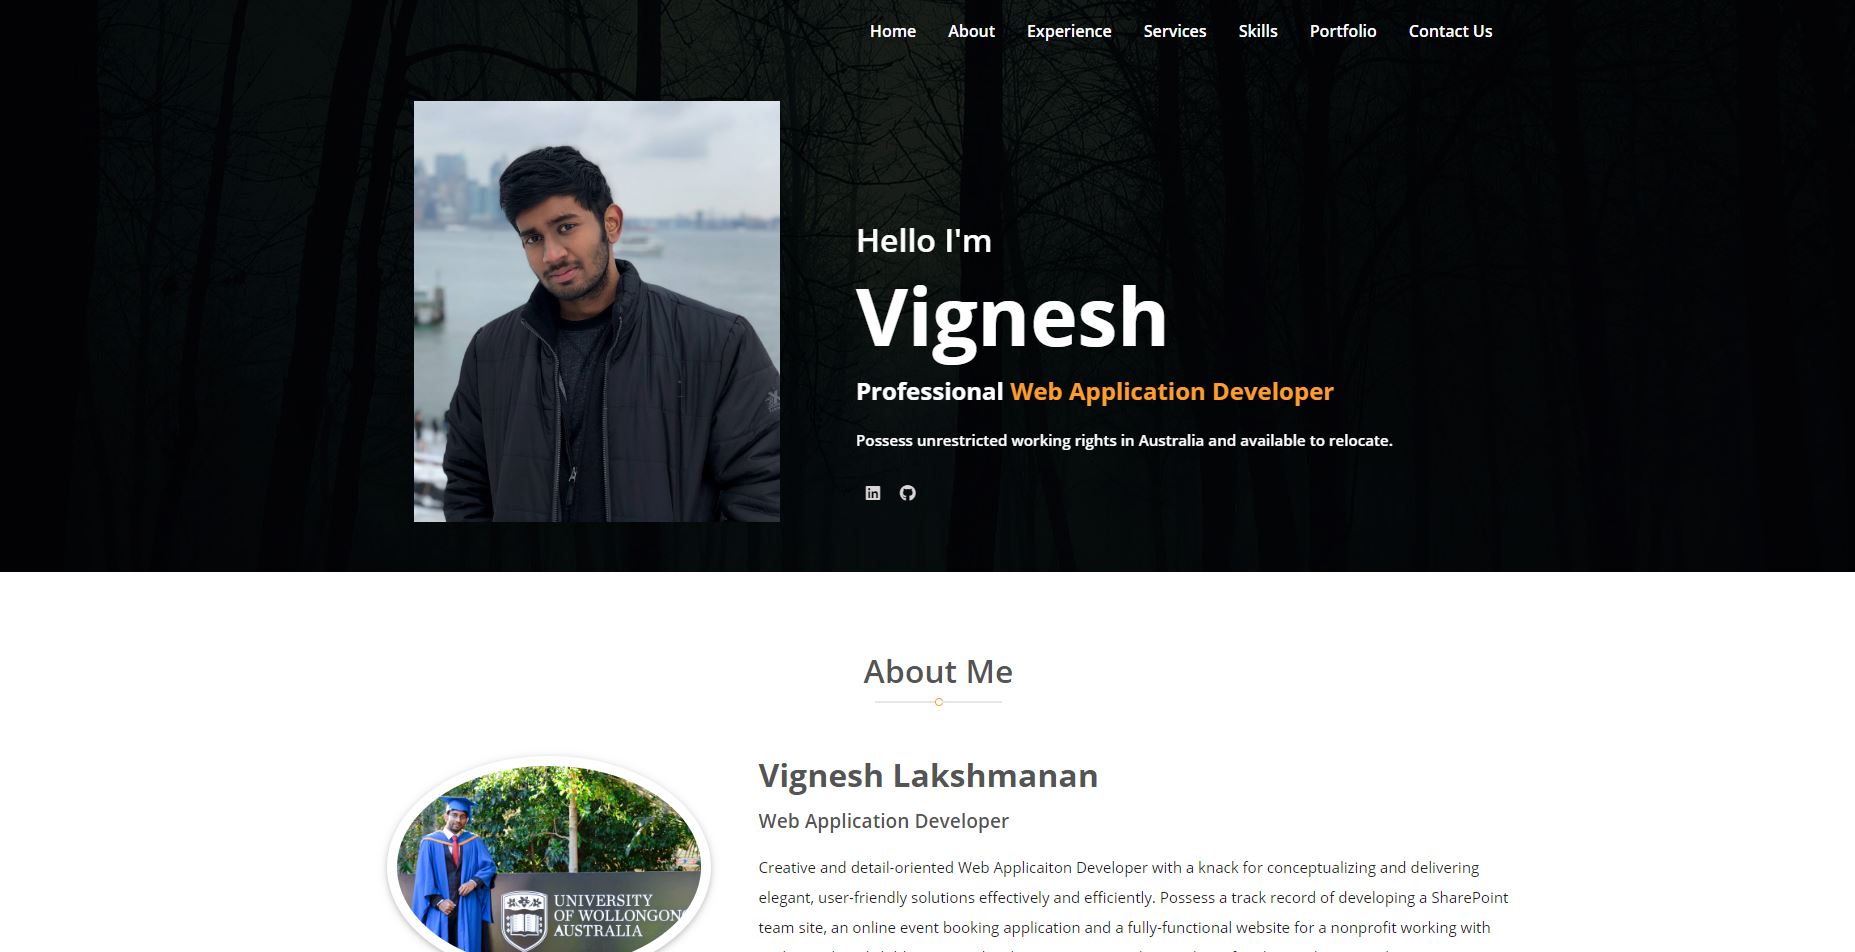 Home About Experience Services Skills Portfolio Contact Us
Hello I'm
Vignesh
Professional Web Application Developer
Possess unrestricted working rights in Australia and available to relocate.
in
About Me
Vignesh Lakshmanan
Web Application Developer
Creative and detail-oriented Web Applicaiton Developer with a knack for conceptualizing and delivering
elegant, user-friendly solutions effectively and efficiently. Possess a track record of developing a SharePoint
team site, an online event booking application and a fully-functional website for a nonprofit working with
UNIVERSITY
OF WOLLONGONG
AUSTRALIA